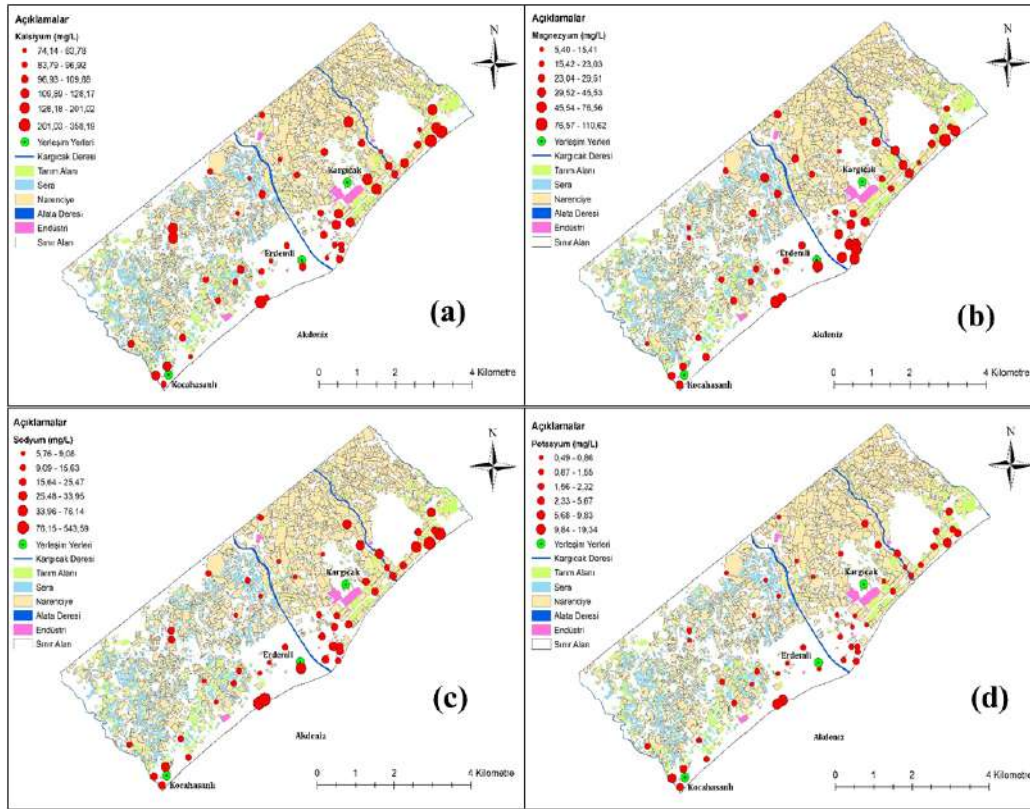 Açıklamalar
Kalsiyum (mg/L)
74,14 - 83,78
83,79 - 96,92
96,93 - 109,88
109,89 - 128,17
128,18 - 201,02
201,03 - 358,19
Yerleşim Yerleri
Kargıcak Deresi
Tarım Alanı
Sera
Narenciye
Alata Deresi
Endüstri
Sınır Alan
N
Kargıcak
Erdemli
Kocahasanlı
Akdeniz
(a)
0 1 2 4 Kilometre
Açıklamalar
Magnezyum (mg/L)
5,40 - 15,41
15,42 - 23,03
23,04 - 29,51
29,52 - 45,53
45,54 - 76,56
76,57 - 110,62
Yerleşim Yerleri
Kargıcak Deresi
Tarım Alanı
Sera
Narenciye
Alata Deresi
Endüstri
Sınır Alan
N
Kargıcak
Erdemli
Kocahasanlı
Akdeniz
(b)
0 1 2 4 Kilometre
Açıklamalar
Sodyum (mg/L)
5,76 - 9,08
9,09 - 15,63
15,64 - 25,47
25,48 - 33,95
33,96 - 76,14
76,15 - 543,59
Yerleşim Yerleri
Kargıcak Deresi
Tarım Alanı
Sera
Narenciye
Alata Deresi
Endüstri
Sınır Alan
N
Kargıcak
Erdemli
Kocahasanlı
Akdeniz
(c)
0 1 2 4 Kilometre
Açıklamalar
Potasyum (mg/L)
0,49 - 0,86
0,87 - 1,55
1,56 - 2,32
2,33 - 5,67
5,68 - 9,83
9,84 - 19,34
Yerleşim Yerleri
Kargıcak Deresi
Tarım Alanı
Sera
Narenciye
Alata Deresi
Endüstri
Sınır Alan
N
Kargıcak
Erdemli
Kocahasanlı
Akdeniz
(d)
0 1 2 4 Kilometre